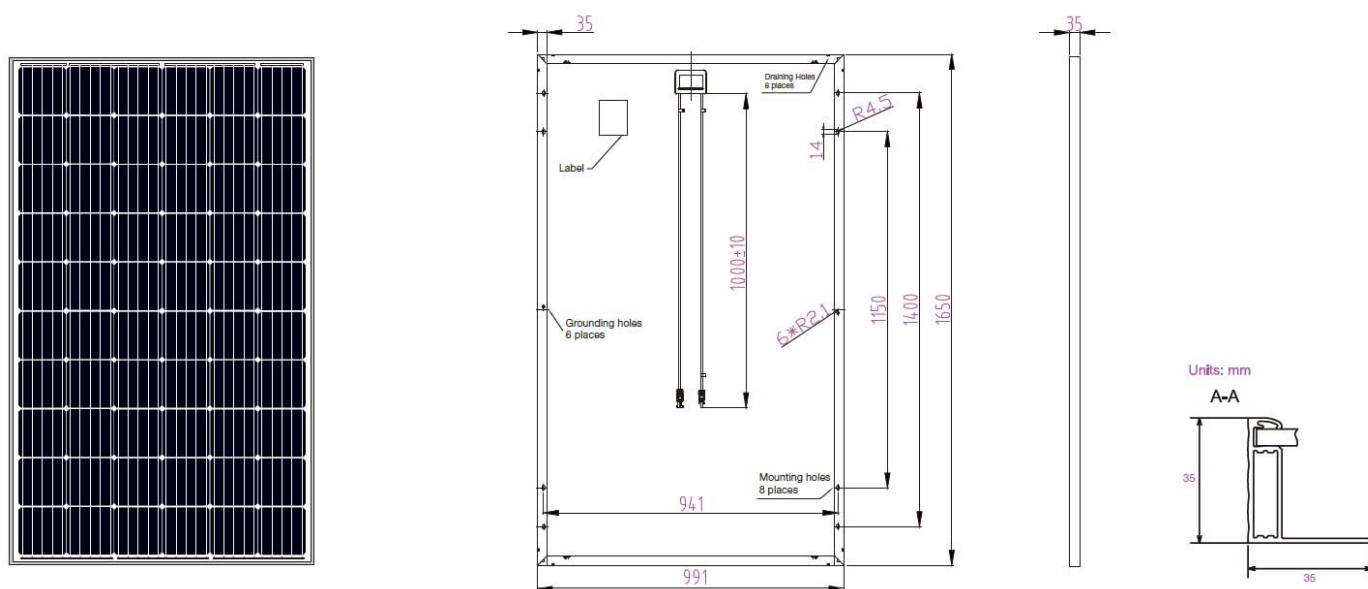 35
35
Draining Holes
8 places
R4.5
14
Label
1000±10
1150
1400
1650
6*R2.1
Grounding holes
6 places
Units: mm
A-A
35
35
Mounting holes
8 places
941
991